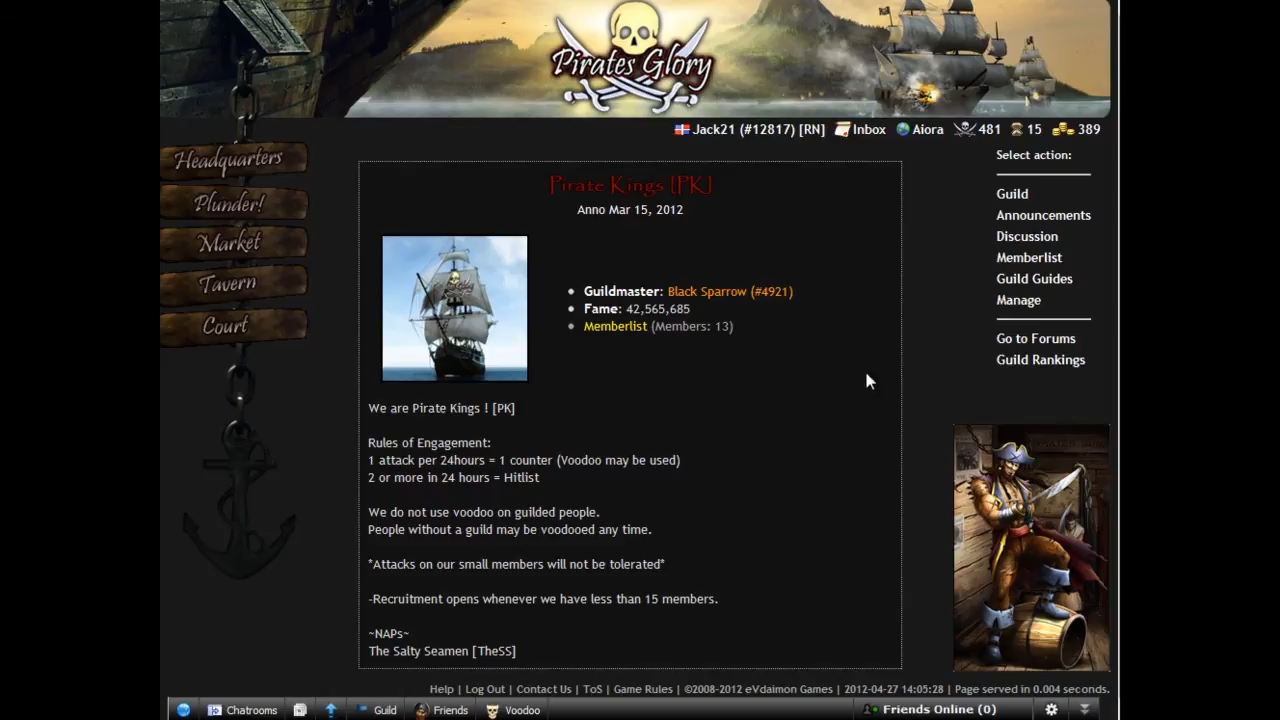 Pirates Glory
Jack21 (#12817) [RN] Inbox Aiora 481 15 389
Headquarters
Plunder!
Market
Tavern
Court
Pirate Kings [PK]
Anno Mar 15, 2012
Guildmaster: Black Sparrow (#4921)
Fame: 42,565,685
Memberlist (Members: 13)
We are Pirate Kings ! [PK]
Rules of Engagement:
1 attack per 24hours = 1 counter (Voodoo may be used)
2 or more in 24 hours = Hitlist
We do not use voodoo on guilded people.
People without a guild may be voodooed any time.
*Attacks on our small members will not be tolerated*
-Recruitment opens whenever we have less than 15 members.
~NAPs~
The Salty Seamen [TheSS]
Select action:
Guild
Announcements
Discussion
Memberlist
Guild Guides
Manage
Go to Forums
Guild Rankings
Help | Log Out | Contact Us | ToS | Game Rules | ©2008-2012 eVdaimon Games | 2012-04-27 14:05:28 | Page served in 0.004 seconds.
Chatrooms Guild Friends Voodoo Friends Online (0)